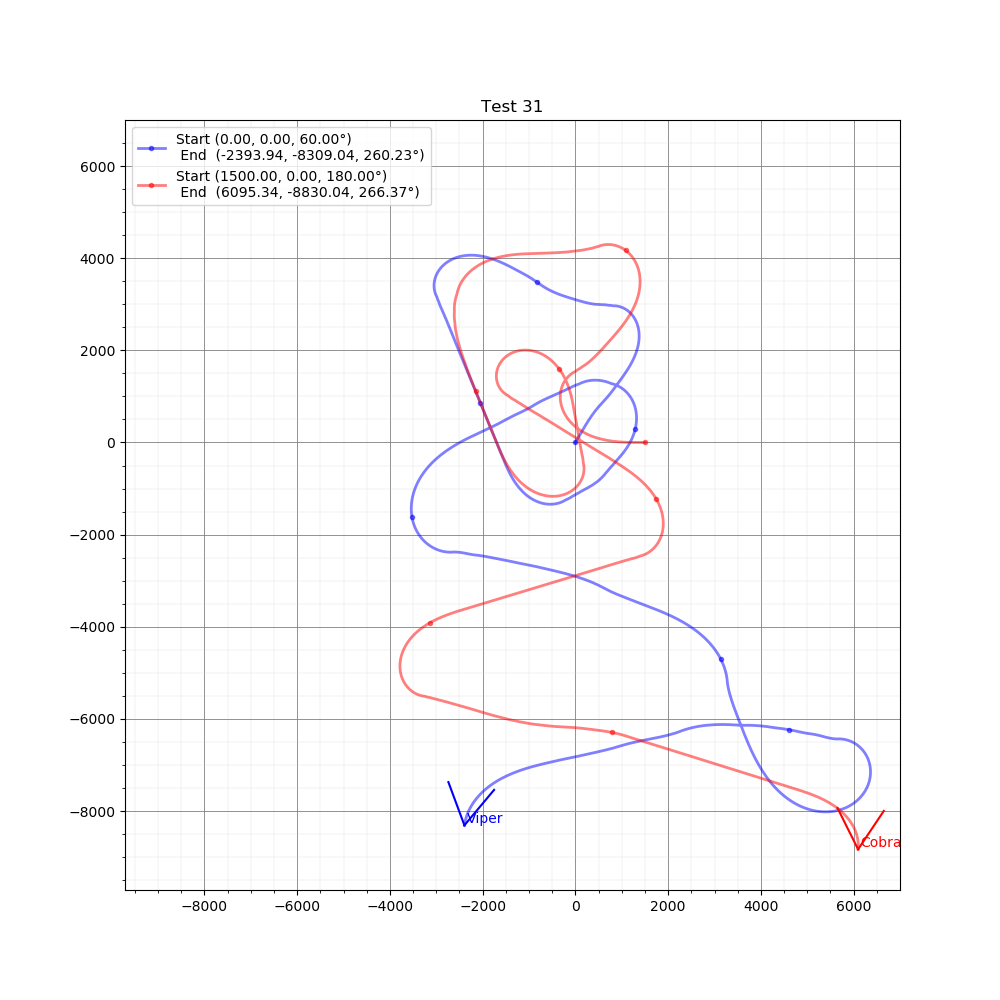 Test 31
Start (0.00, 0.00, 60.00°)
End (-2393.94, -8309.04, 260.23°)
Start (1500.00, 0.00, 180.00°)
End (6095.34, -8830.04, 266.37°)
6000
4000
2000
0
−2000
−4000
−6000
−8000
Viper
Cobra
−8000 −6000 −4000 −2000 0 2000 4000 6000